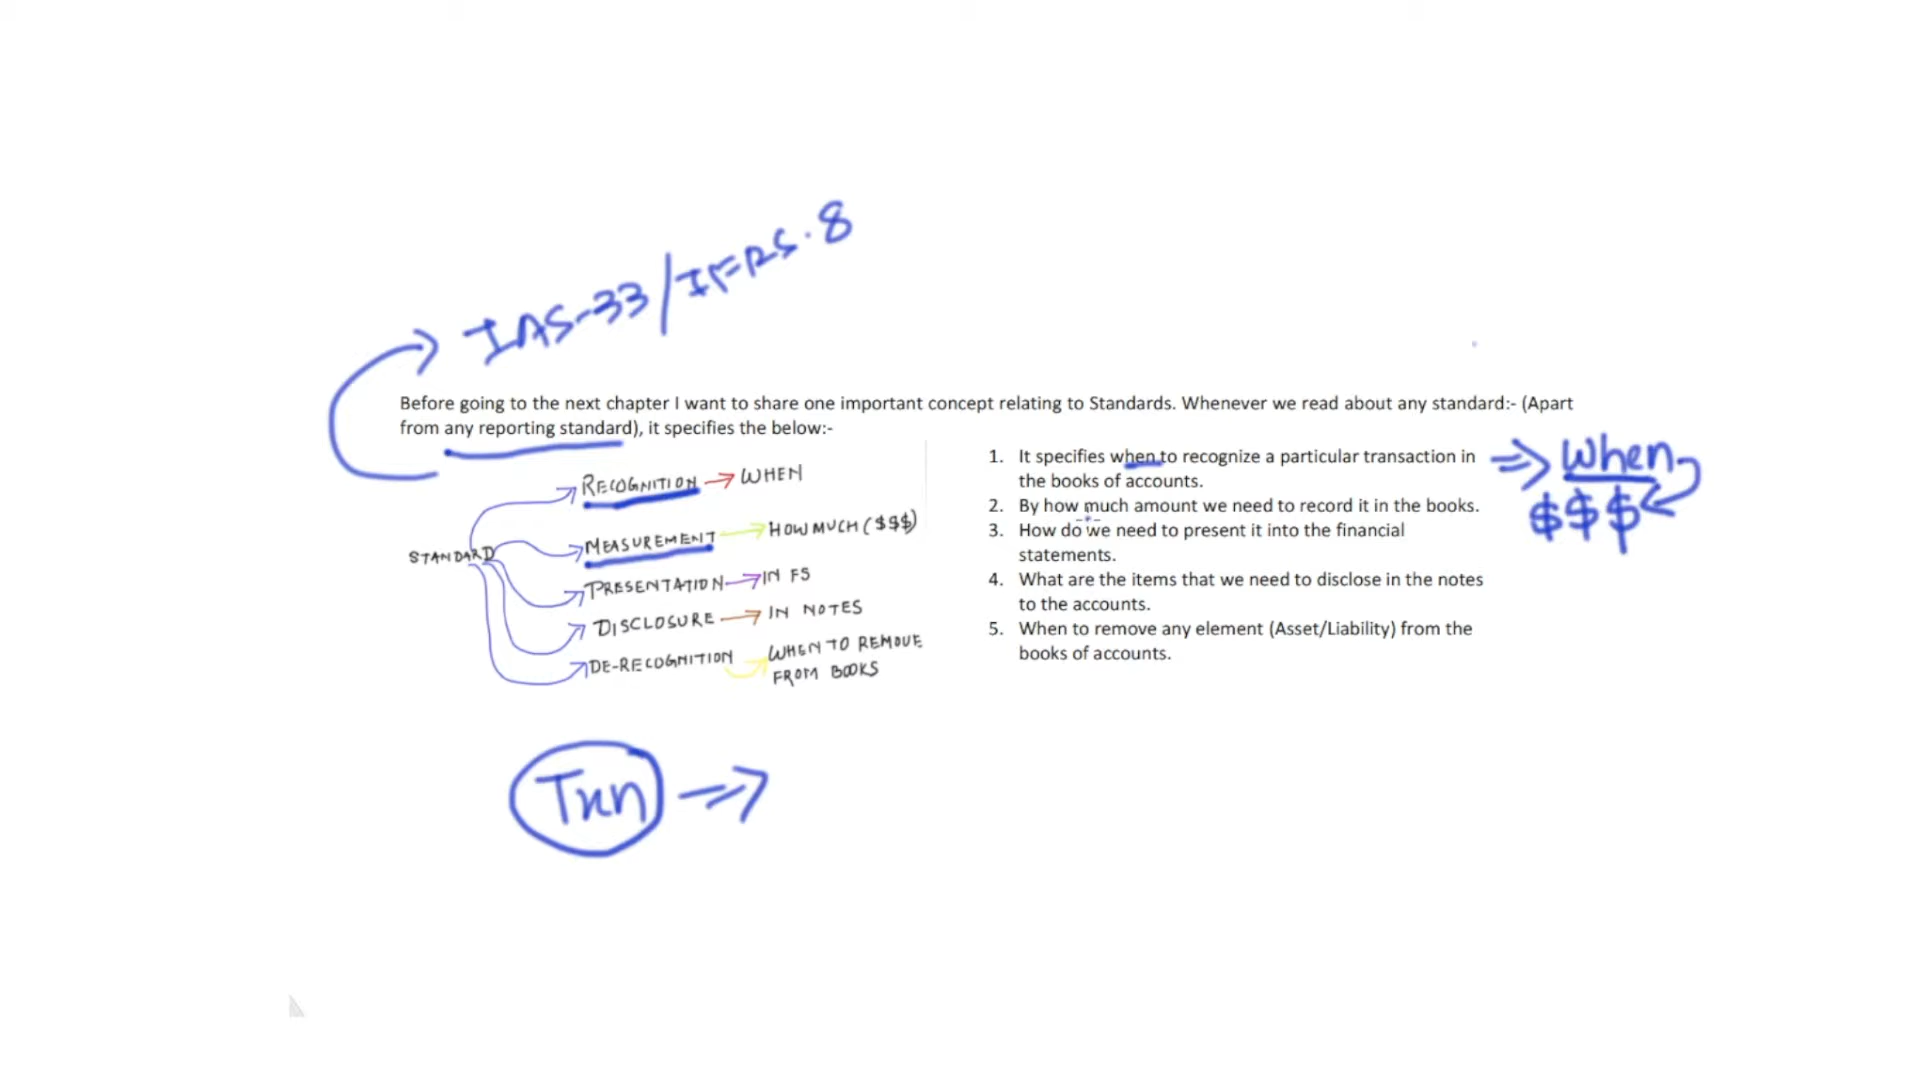 IAS-33/IFRS.8
Before going to the next chapter I want to share one important concept relating to Standards. Whenever we read about any standard:- (Apart
from any reporting standard), it specifies the below:-
STANDARD
RECOGNITION → WHEN
MEASUREMENT → HOW MUCH ($$$)
PRESENTATION → IN FS
DISCLOSURE → IN NOTES
DE-RECOGNITION → WHEN TO REMOVE
FROM BOOKS
1. It specifies when to recognize a particular transaction in
the books of accounts.
2. By how much amount we need to record it in the books.
3. How do we need to present it into the financial
statements.
4. What are the items that we need to disclose in the notes
to the accounts.
5. When to remove any element (Asset/Liability) from the
books of accounts.
⇒ When
$$$
Txn ⇒